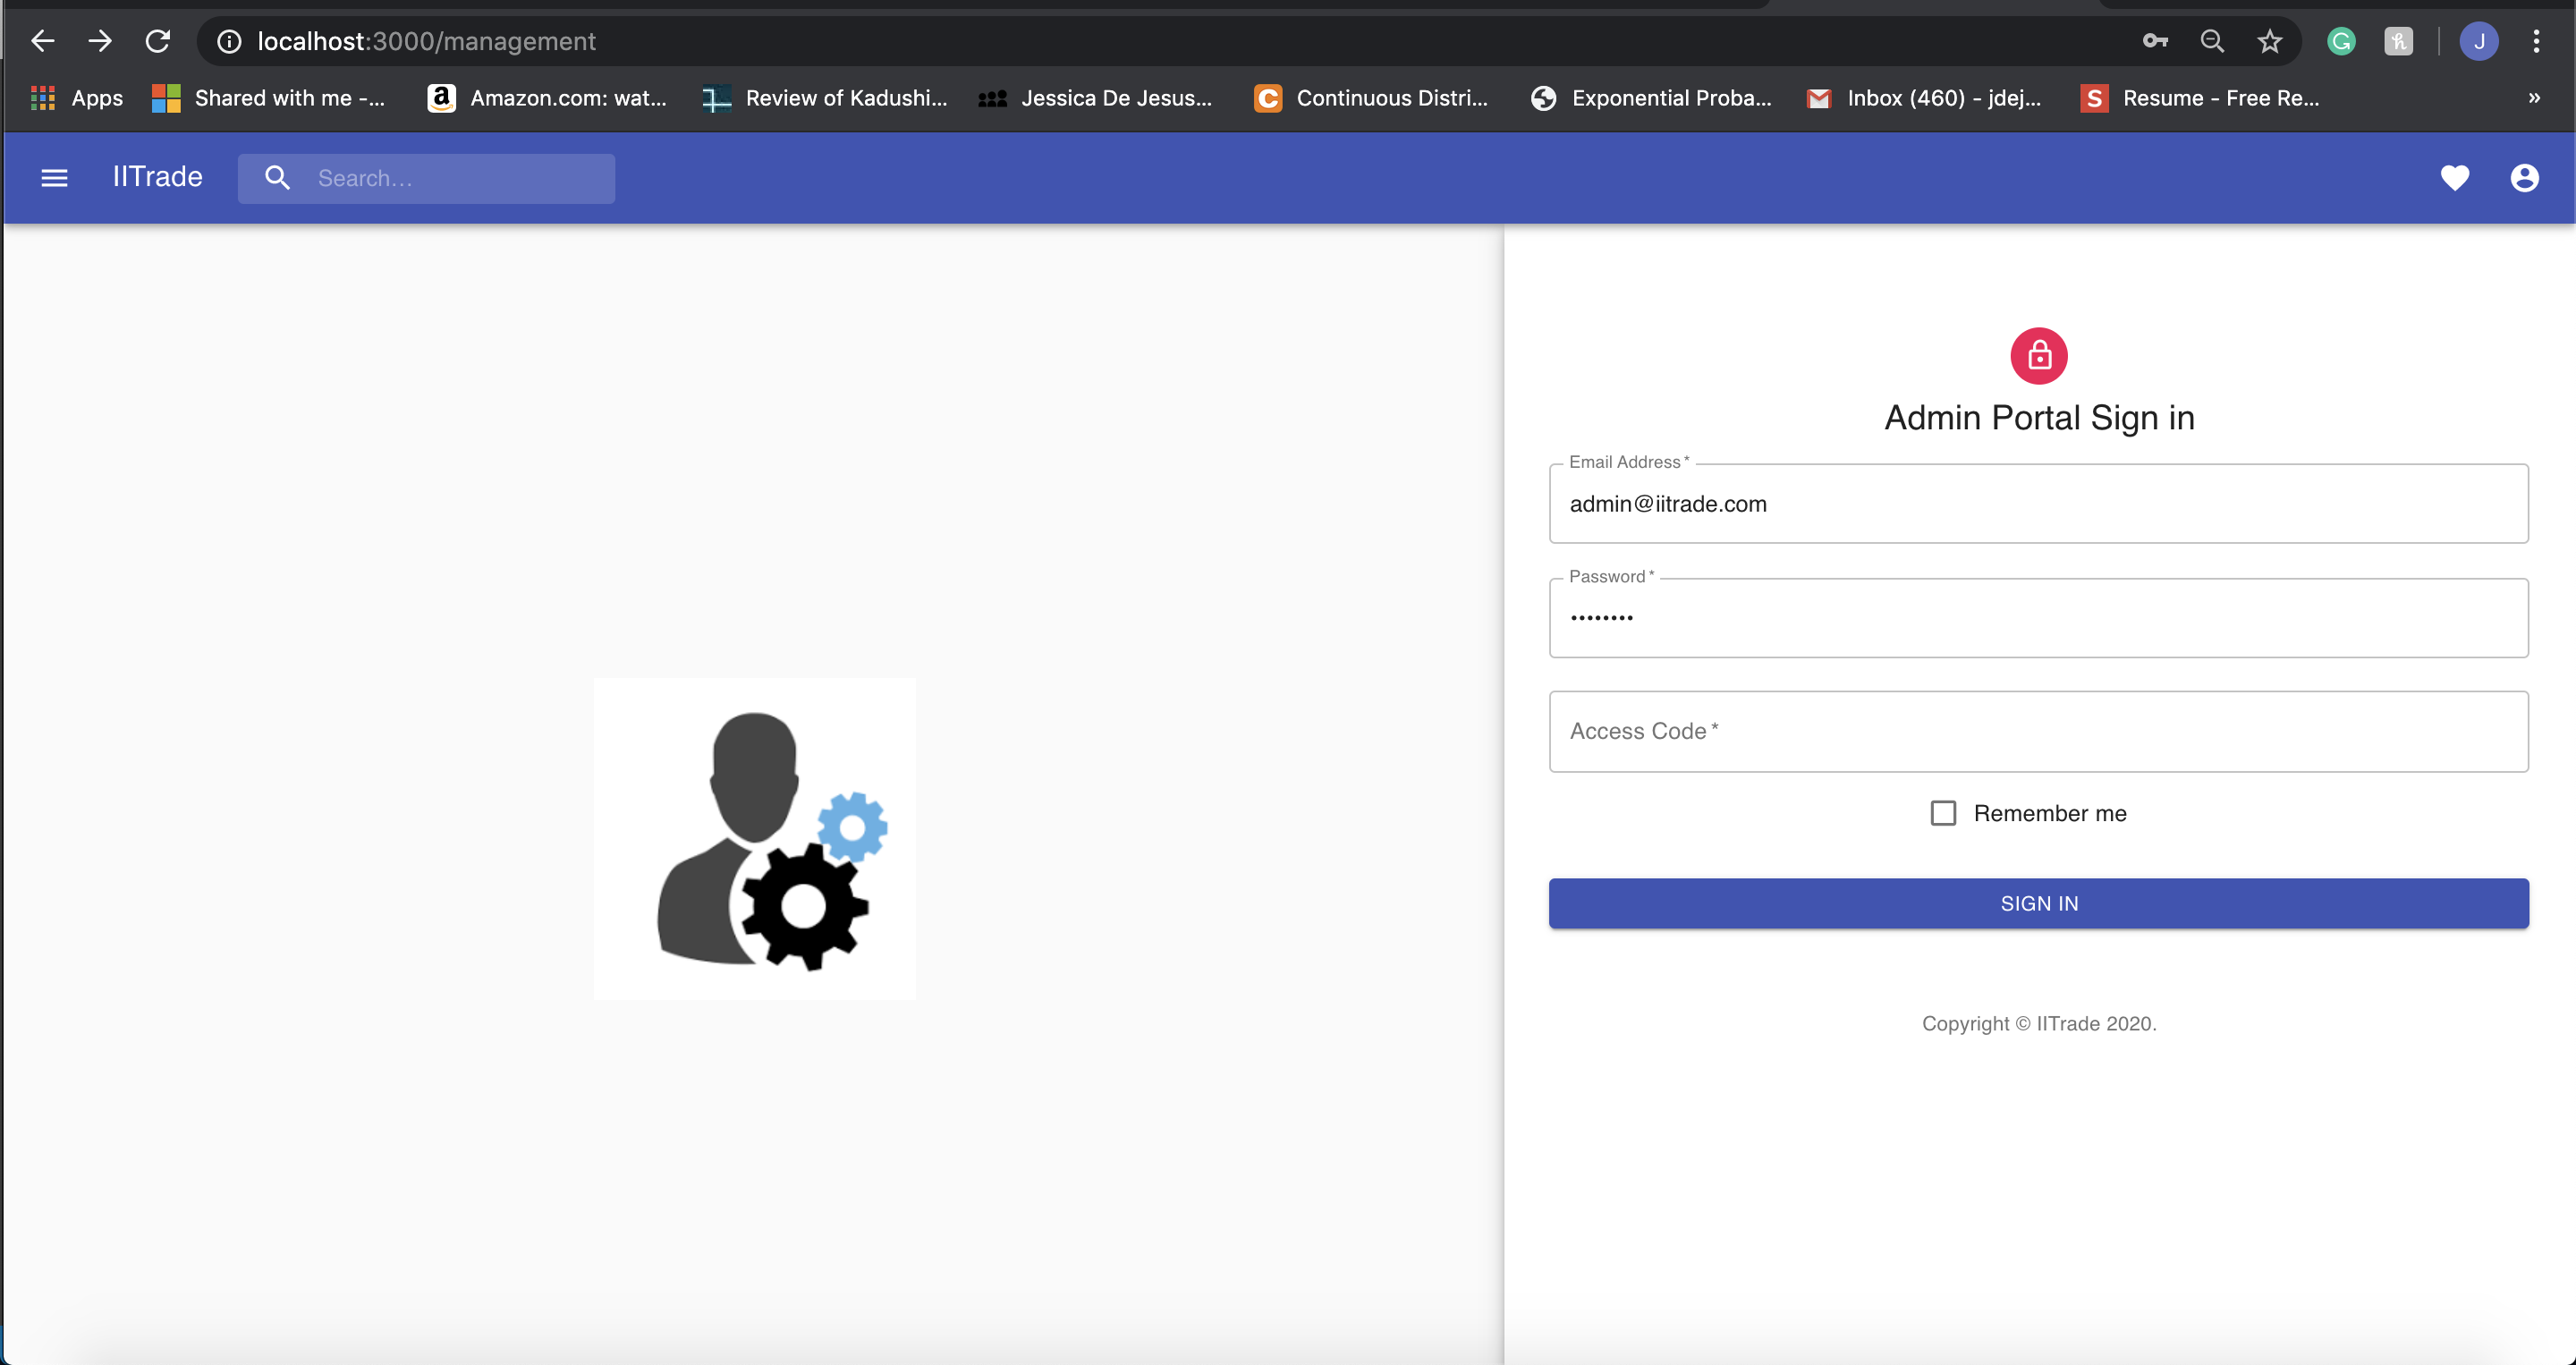 localhost:3000/management
J
Apps
Shared with me -...
a
Amazon.com: wat...
Review of Kadushi...
Jessica De Jesus...
C
Continuous Distri...
Exponential Proba...
Inbox (460) - jdej...
S
Resume - Free Re...
»
IITrade
Search...
Admin Portal Sign in
Email Address *
admin@iitrade.com
Password *
••••••••
Access Code *
Remember me
SIGN IN
Copyright © IITrade 2020.